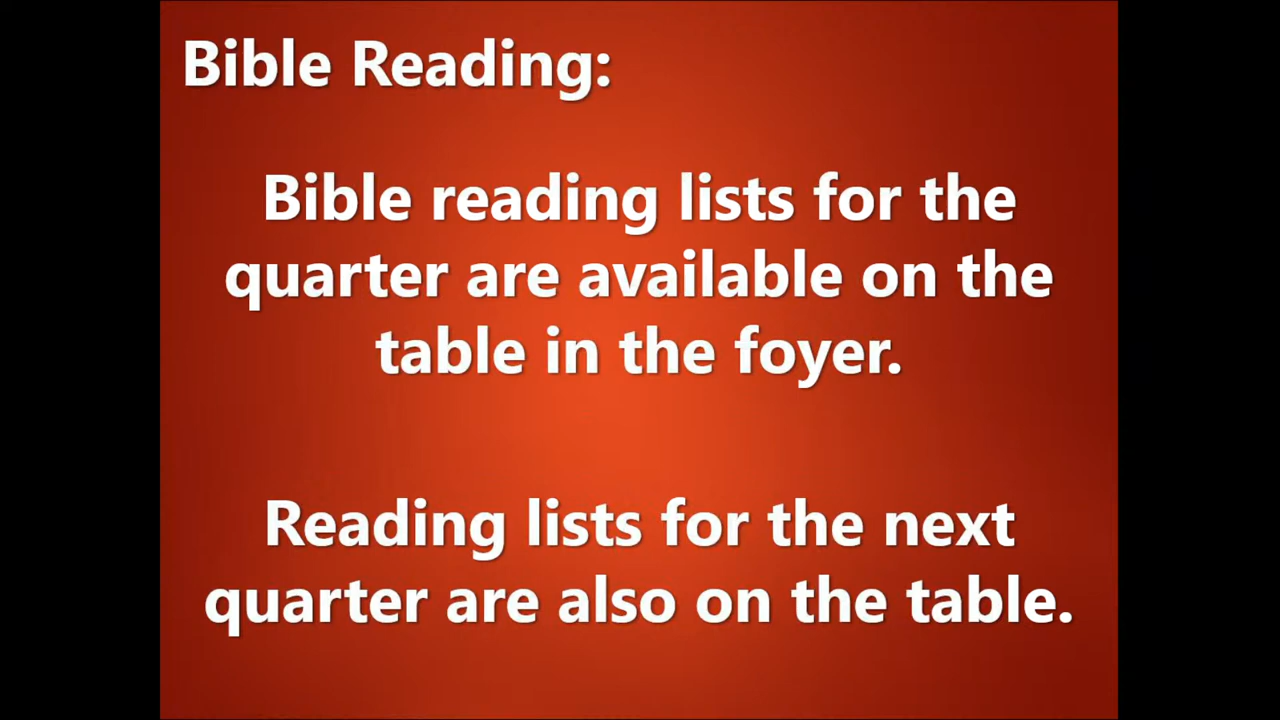 Bible Reading:
Bible reading lists for the
quarter are available on the
table in the foyer.
Reading lists for the next
quarter are also on the table.